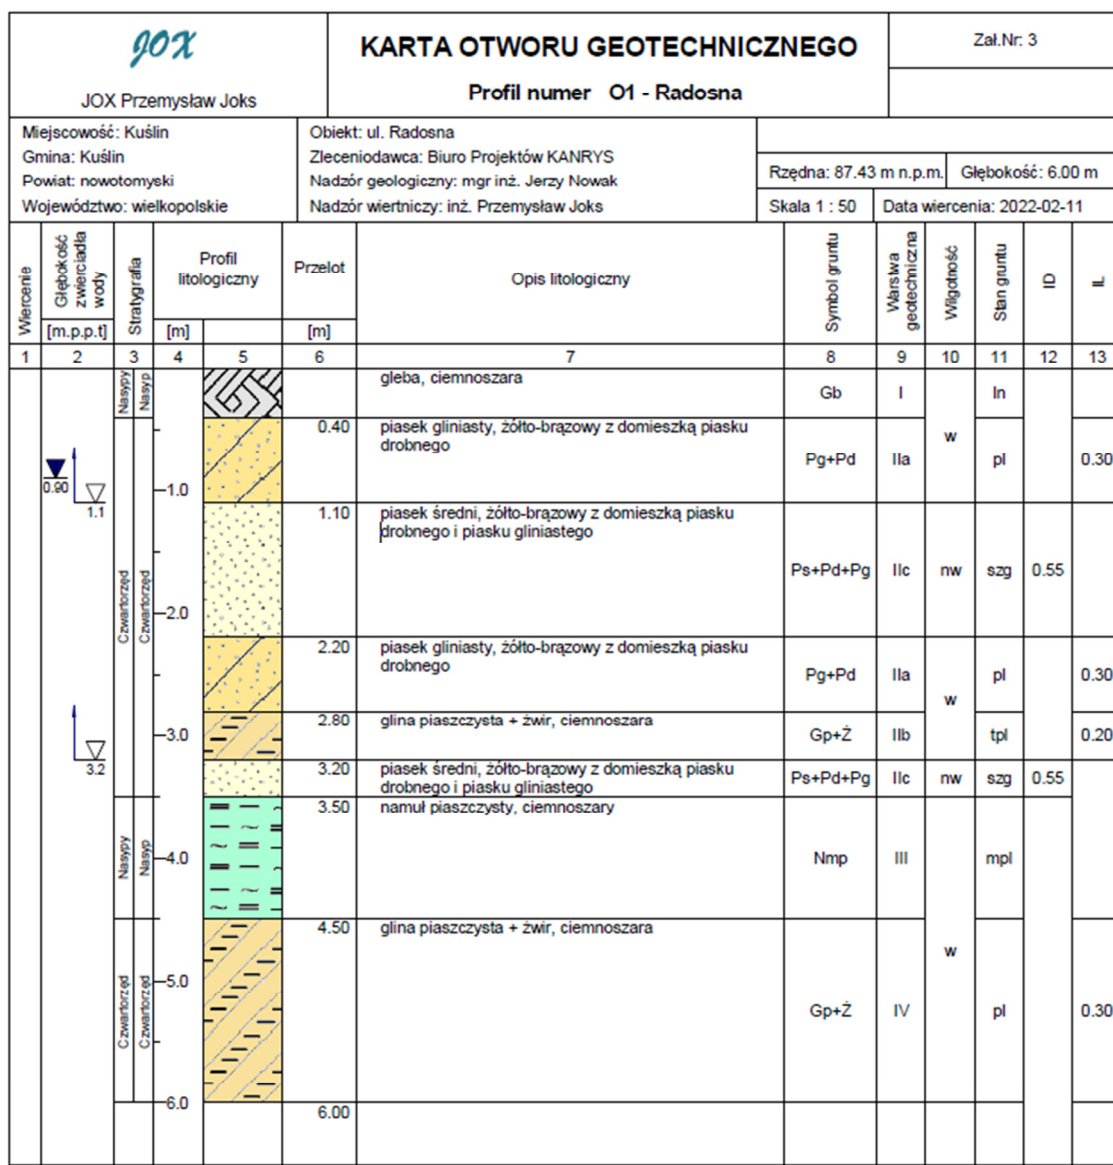 JOX
KARTA OTWORU GEOTECHNICZNEGO
Zał.Nr: 3
JOX Przemysław Joks
Profil numer O1 - Radosna
Miejscowość: Kuślin
Gmina: Kuślin
Powiat: nowotomyski
Województwo: wielkopolskie
Obiekt: ul. Radosna
Zleceniodawca: Biuro Projektów KANRYS
Nadzór geologiczny: mgr inż. Jerzy Nowak
Nadzór wiertniczy: inż. Przemysław Joks
Rzędna: 87.43 m n.p.m. Głębokość: 6.00 m
Skala 1 : 50 Data wiercenia: 2022-02-11
Wiercenie
Głębokość zwierciadła wody
[m.p.p.t]
Stratygrafia
Profil litologiczny
[m]
Przelot
[m]
Opis litologiczny
Symbol gruntu
Warstwa geotechniczna
Wilgotność
Stan gruntu
ID
IL
1 2 3 4 5 6 7 8 9 10 11 12 13
Nasypy Nasyp
gleba, ciemnoszara
Gb I ln
0.40 piasek gliniasty, żółto-brązowy z domieszką piasku
drobnego
Pg+Pd IIa w pl 0.30
0.90
1.1
1.0
1.10 piasek średni, żółto-brązowy z domieszką piasku
drobnego i piasku gliniastego
Ps+Pd+Pg IIc nw szg 0.55
Czwartorzęd Czwartorzęd
2.0
2.20 piasek gliniasty, żółto-brązowy z domieszką piasku
drobnego
Pg+Pd IIa w pl 0.30
2.80 glina piaszczysta + żwir, ciemnoszara
3.0
Gp+Ż IIb tpl 0.20
3.2
3.20 piasek średni, żółto-brązowy z domieszką piasku
drobnego i piasku gliniastego
Ps+Pd+Pg IIc nw szg 0.55
3.50 namuł piaszczysty, ciemnoszary
Nasypy Nasyp
4.0
Nmp III mpl
4.50 glina piaszczysta + żwir, ciemnoszara
w
Czwartorzęd Czwartorzęd
5.0
Gp+Ż IV pl 0.30
6.0
6.00